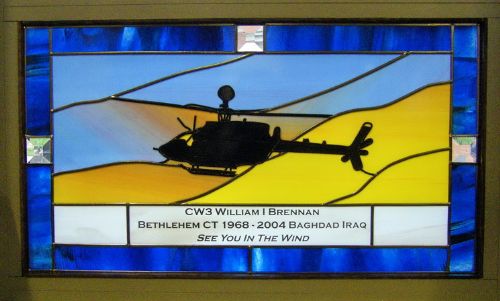 CW3 William I Brennan
Bethlehem CT 1968 - 2004 Baghdad Iraq
See You In The Wind